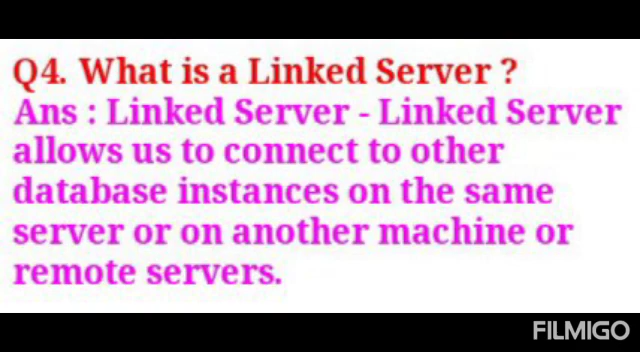 Q4. What is a Linked Server ?
Ans : Linked Server - Linked Server
allows us to connect to other
database instances on the same
server or on another machine or
remote servers.
FILMIGO